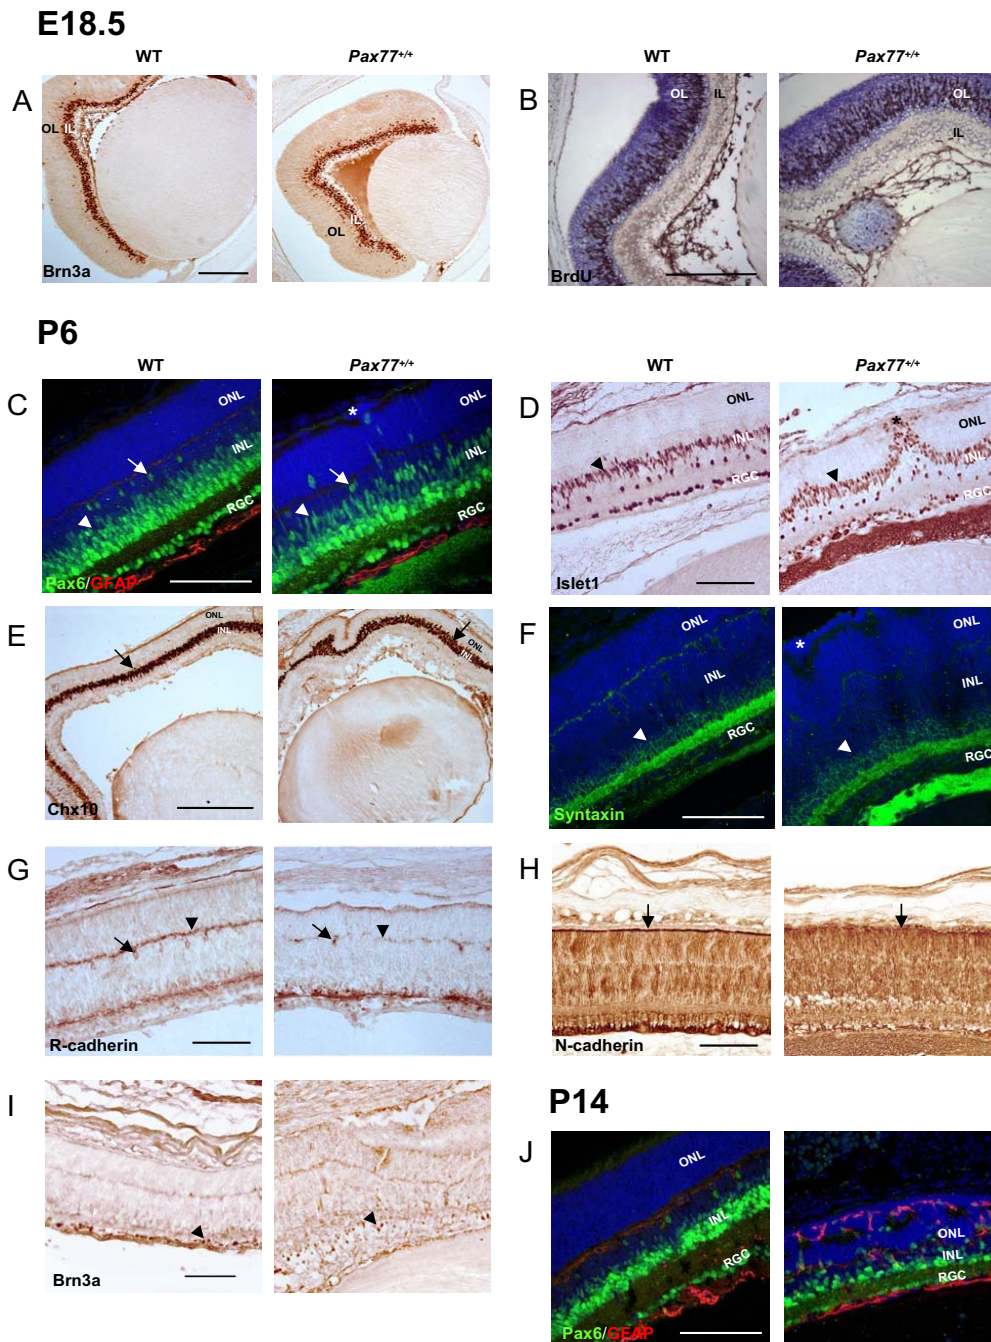 E18.5
WT
Pax77+/+
WT
Pax77+/+
A
OL
IL
Brn3a
IL
OL
B
OL
IL
BrdU
OL
IL
P6
WT
Pax77+/+
WT
Pax77+/+
C
ONL
INL
RGC
Pax6/GFAP
*
ONL
INL
RGC
D
ONL
INL
RGC
Islet1
*
ONL
INL
RGC
E
ONL
INL
Chx10
ONL
INL
F
ONL
INL
RGC
Syntaxin
*
ONL
INL
RGC
G
R-cadherin
H
N-cadherin
I
Brn3a
P14
J
ONL
INL
RGC
Pax6/GFAP
ONL
INL
RGC